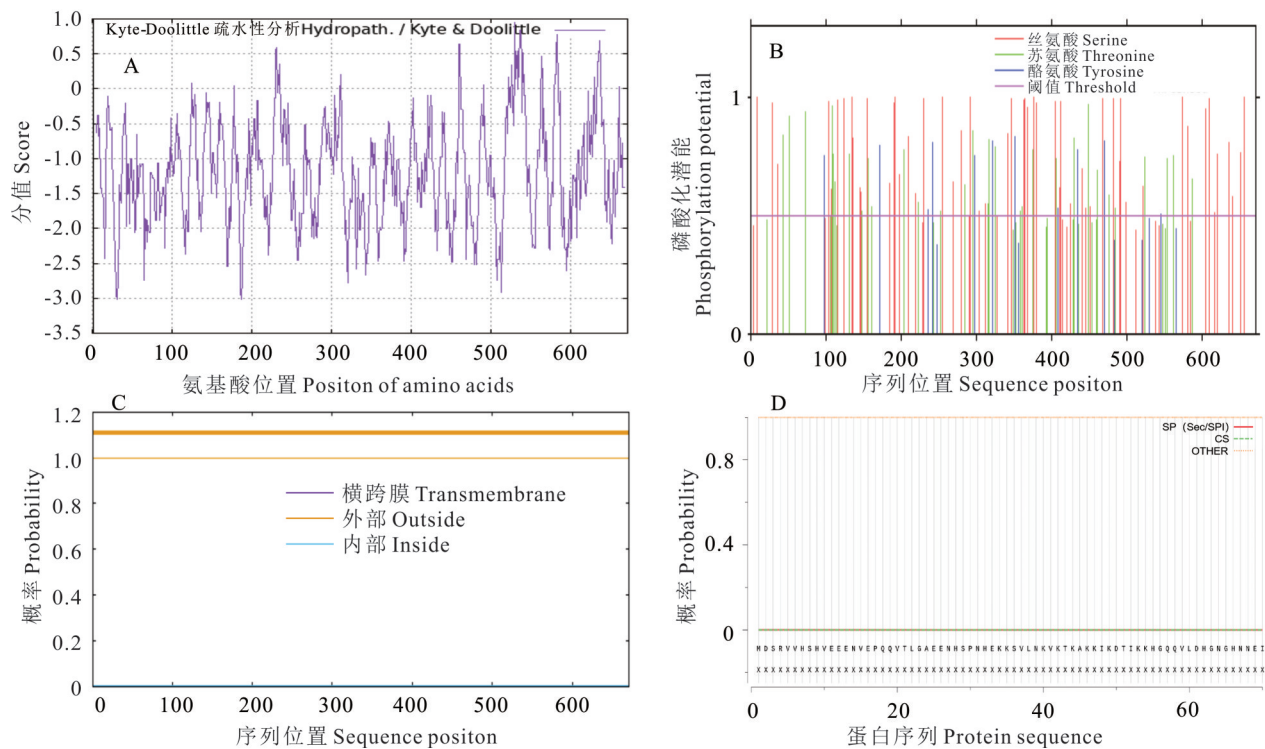 Kyte-Doolittle 疏水性分析Hydropath. / Kyte & Doolittle
A
1.0
0.5
0
-0.5
-1.0
-1.5
-2.0
-2.5
-3.0
-3.5
分值 Score
0 100 200 300 400 500 600
氨基酸位置 Positon of amino acids
B
丝氨酸 Serine
苏氨酸 Threonine
酪氨酸 Tyrosine
阈值 Threshold
1
0
磷酸化潜能
Phosphorylation potential
0 100 200 300 400 500 600
序列位置 Sequence positon
C
1.2
1.0
0.8
0.6
0.4
0.2
0
概率 Probability
横跨膜 Transmembrane
外部 Outside
内部 Inside
0 100 200 300 400 500 600
序列位置 Sequence positon
D
SP (Sec/SPI)
CS
OTHER
0.8
0.4
0
概率 Probability
M D S R V V H S H V E E E N V E P Q Q V T L G A E E N H S P N H E K K S V L N K V K T K A K K I K D T I K K H G Q Q V L D H G N G H N N E I
X X X X X X X X X X X X X X X X X X X X X X X X X X X X X X X X X X X X X X X X X X X X X X X X X X X X X X X X X X X X X X X X X X X X X X
20 40 60
蛋白序列 Protein sequence